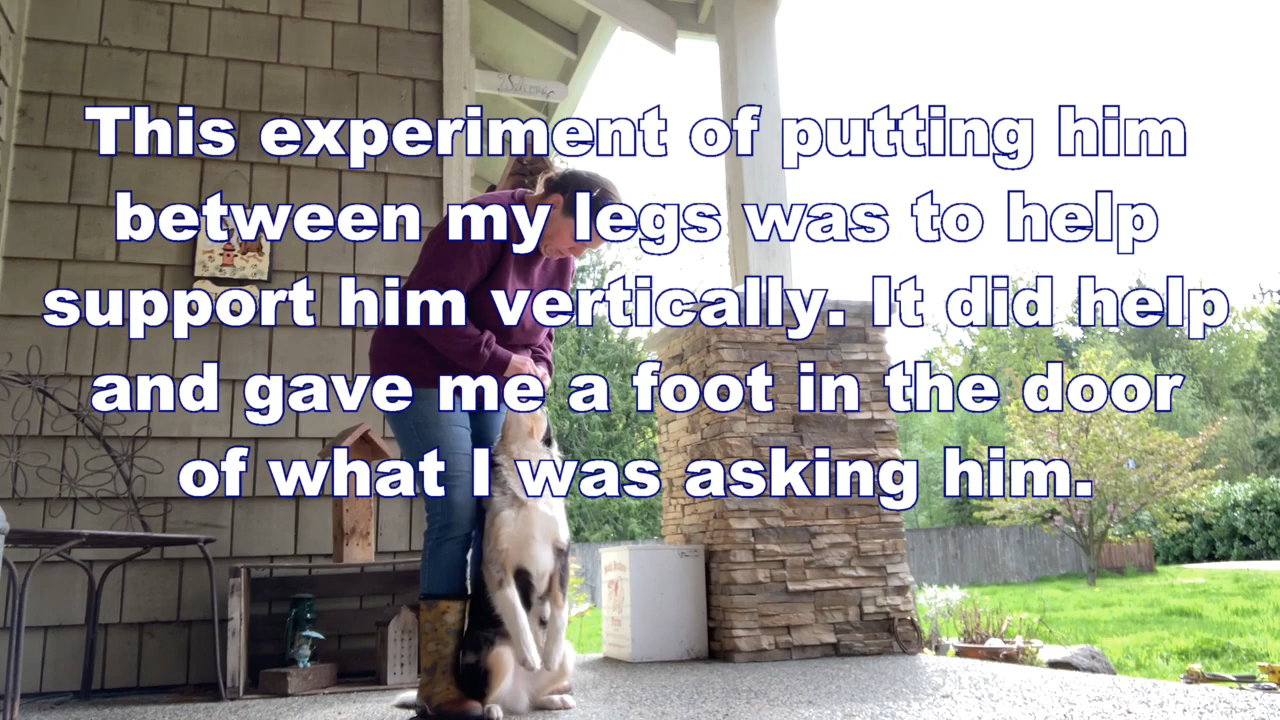 Welcome
This experiment of putting him
between my legs was to help
support him vertically. It did help
and gave me a foot in the door
of what I was asking him.